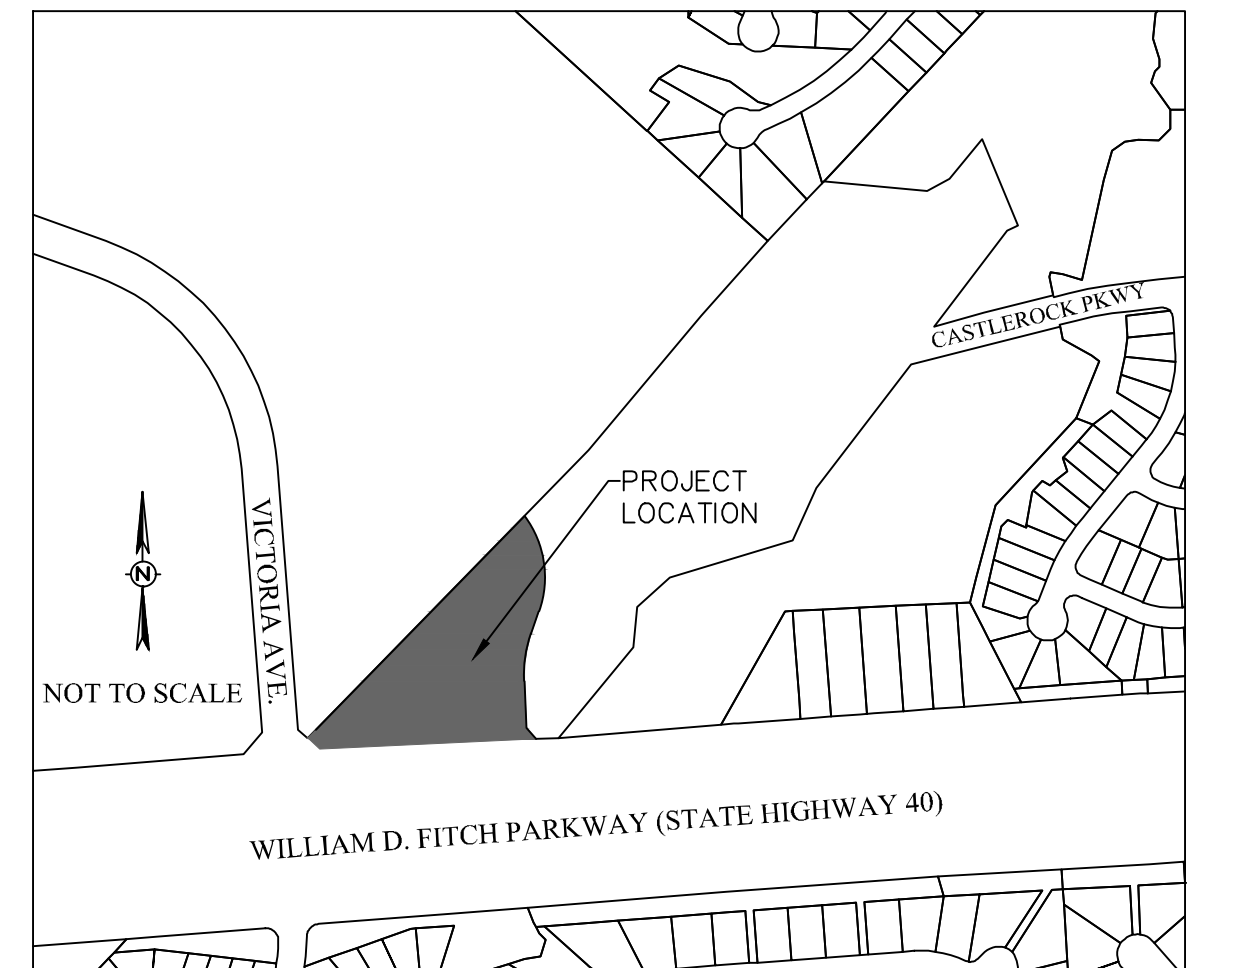 CASTLEROCK PKWY
PROJECT
LOCATION
VICTORIA AVE.
N
NOT TO SCALE
WILLIAM D. FITCH PARKWAY (STATE HIGHWAY 40)